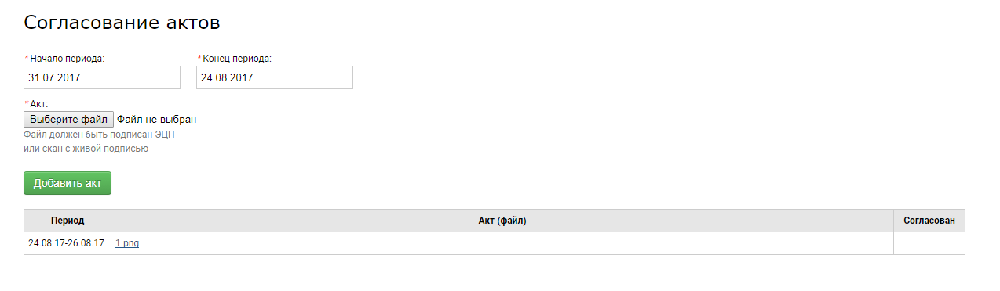 Согласование актов
*Начало периода: *Конец периода:
31.07.2017 24.08.2017
*Акт:
Выберите файл Файл не выбран
Файл должен быть подписан ЭЦП
или скан с живой подписью
Добавить акт
Период Акт (файл) Согласован
24.08.17-26.08.17 1.png